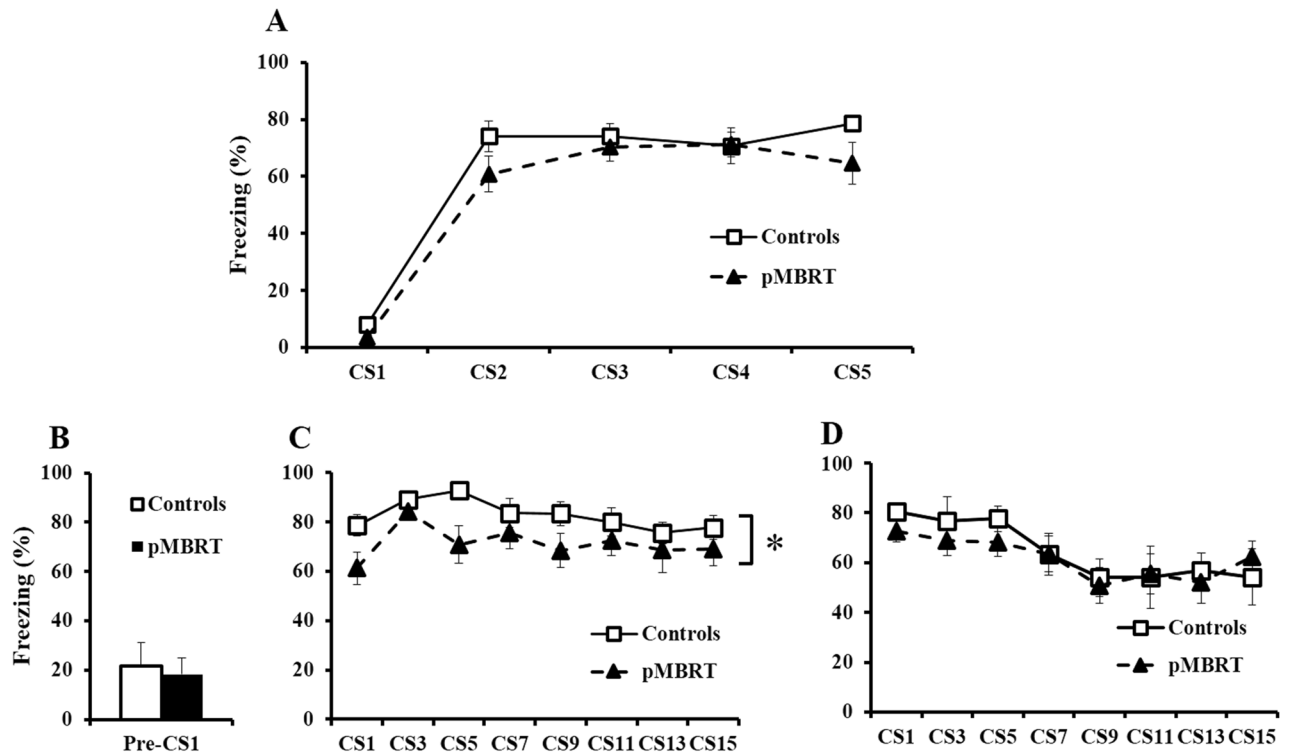 A
100
80
60
40
20
0
Freezing (%)
Controls
pMBRT
CS1 CS2 CS3 CS4 CS5
B
100
80
60
40
20
0
Freezing (%)
Controls
pMBRT
Pre-CS1
C
100
80
60
40
20
0
*
Controls
pMBRT
CS1 CS3 CS5 CS7 CS9 CS11 CS13 CS15
D
100
80
60
40
20
0
Controls
pMBRT
CS1 CS3 CS5 CS7 CS9 CS11 CS13 CS15